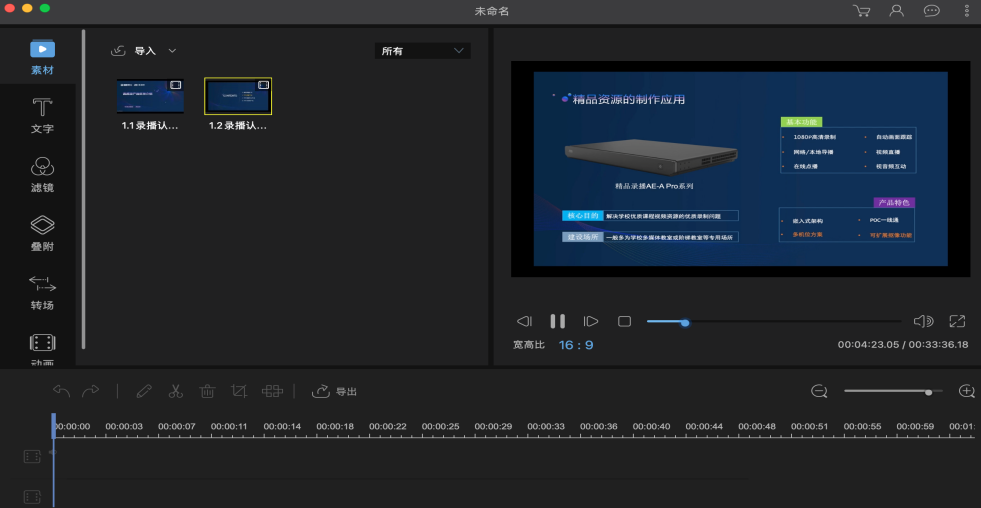 未命名
素材
文字
滤镜
叠附
转场
动画
导入
所有
1.1录播认...
1.2录播认...
精品资源的制作应用
精品录播AE-A Pro系列
核心目的 解决学校优质课程视频资源的优质录制问题
建设场所 一般多为学校多媒体教室或阶梯教室等专用场所
基本功能
1080P高清录制 自动画面跟踪
网络/本地导播 视频直播
在线点播 视音频互动
产品特色
嵌入式架构 POC一线通
多机位方案 可扩展抠像功能
宽高比 16 : 9
00:04:23.05 / 00:33:36.18
导出
00:00:00 00:00:03 00:00:07 00:00:11 00:00:14 00:00:18 00:00:22 00:00:25 00:00:29 00:00:33 00:00:36 00:00:40 00:00:44 00:00:48 00:00:51 00:00:55 00:00:59 00:01: